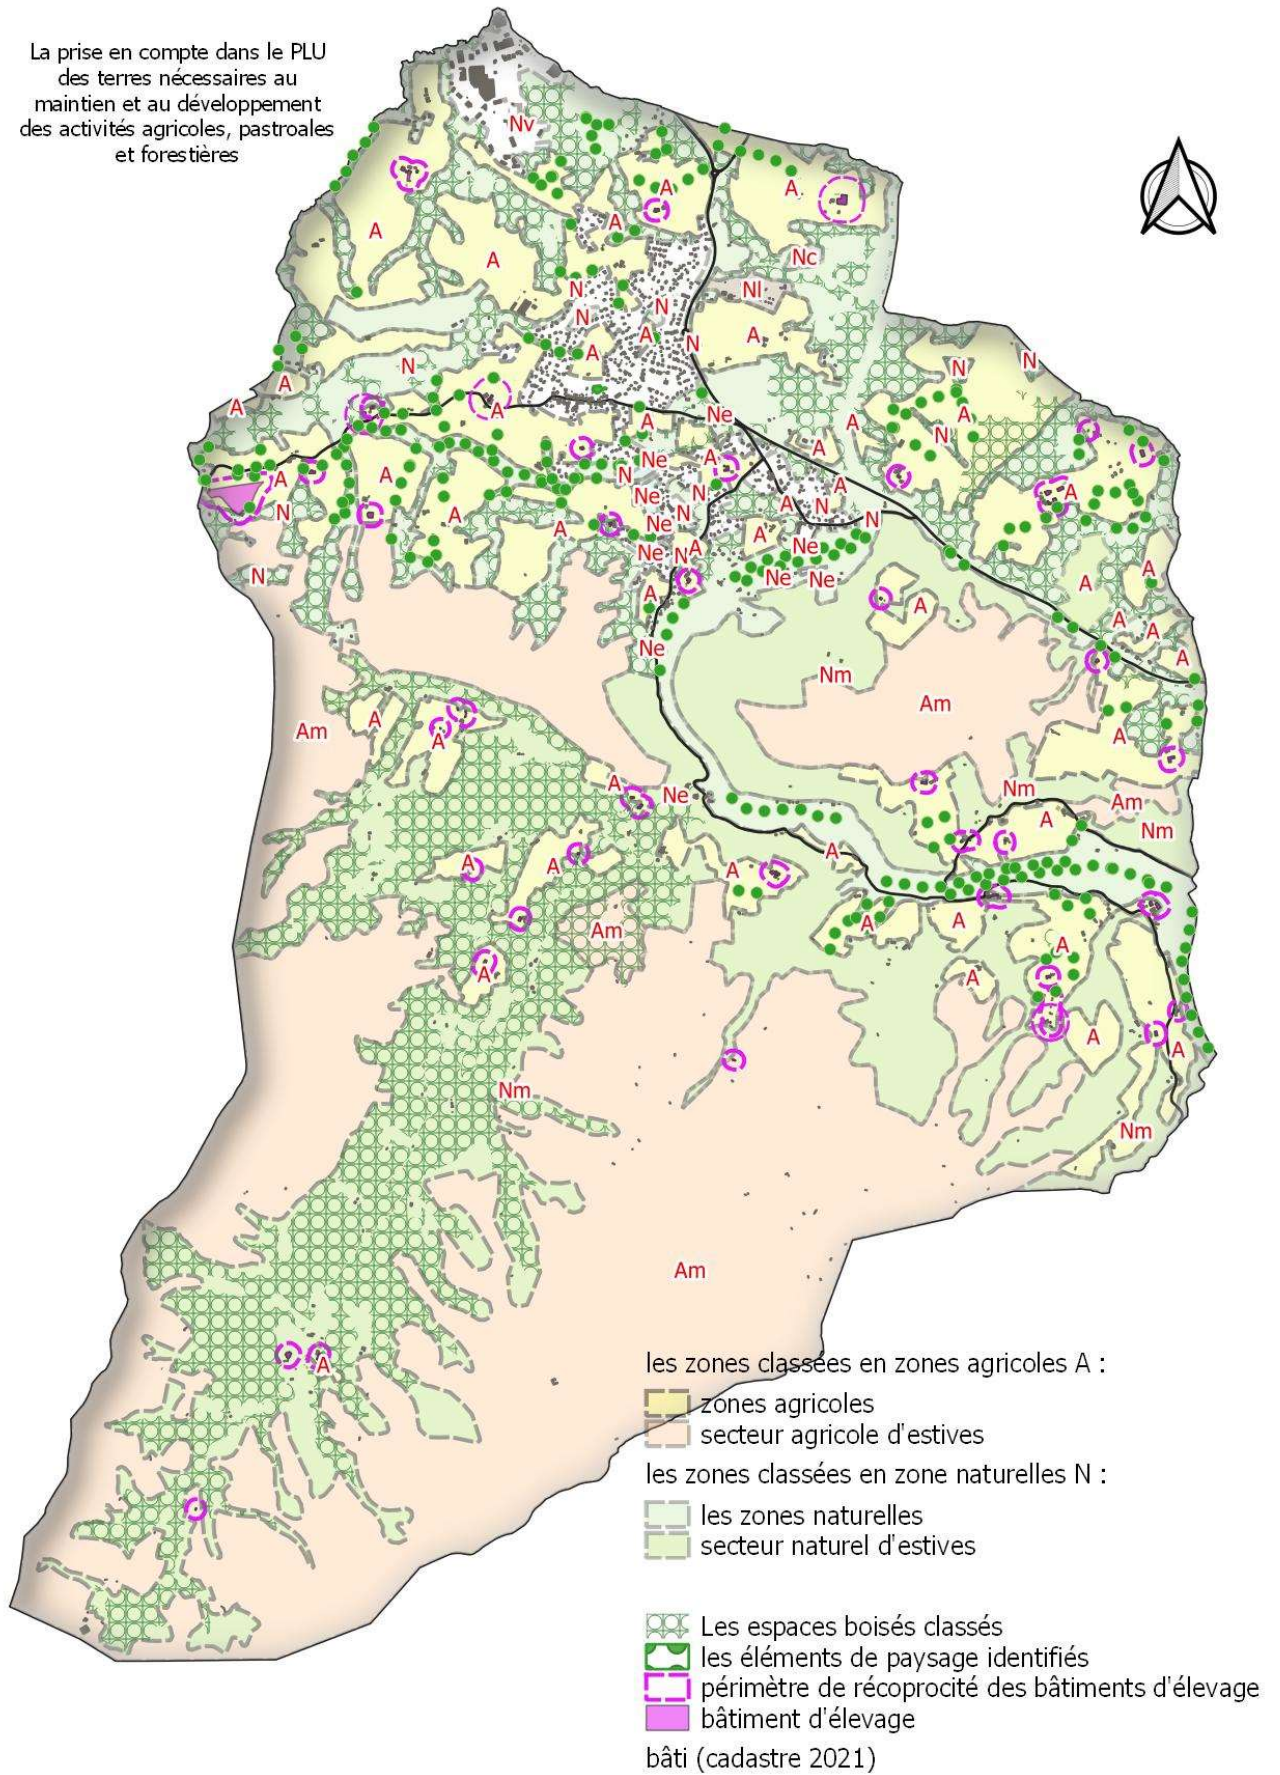 La prise en compte dans le PLU
des terres nécessaires au
maintien et au développement
des activités agricoles, pastroales
et forestières
Nv
A
A
A
A
A
Nc
N
N
Nl
N
A
A
N
A
N
A
N
N
A
A
A
A
Ne
A
A
A
N
A
A
A
N
Ne
A
N
Ne
N
A
N
A
A
N
A
A
Ne
A
N
Ne
N
A
Ne
Ne
Ne
N
A
A
A
A
A
A
A
A
Ne
Nm
Am
Am
A
A
A
A
Ne
Nm
Am
A
Nm
A
A
A
A
Am
A
A
A
A
A
A
A
Nm
Nm
Am
A
les zones classées en zones agricoles A :
zones agricoles
secteur agricole d'estives
les zones classées en zone naturelles N :
les zones naturelles
secteur naturel d'estives
Les espaces boisés classés
les éléments de paysage identifiés
périmètre de récoprocité des bâtiments d'élevage
bâtiment d'élevage
bâti (cadastre 2021)